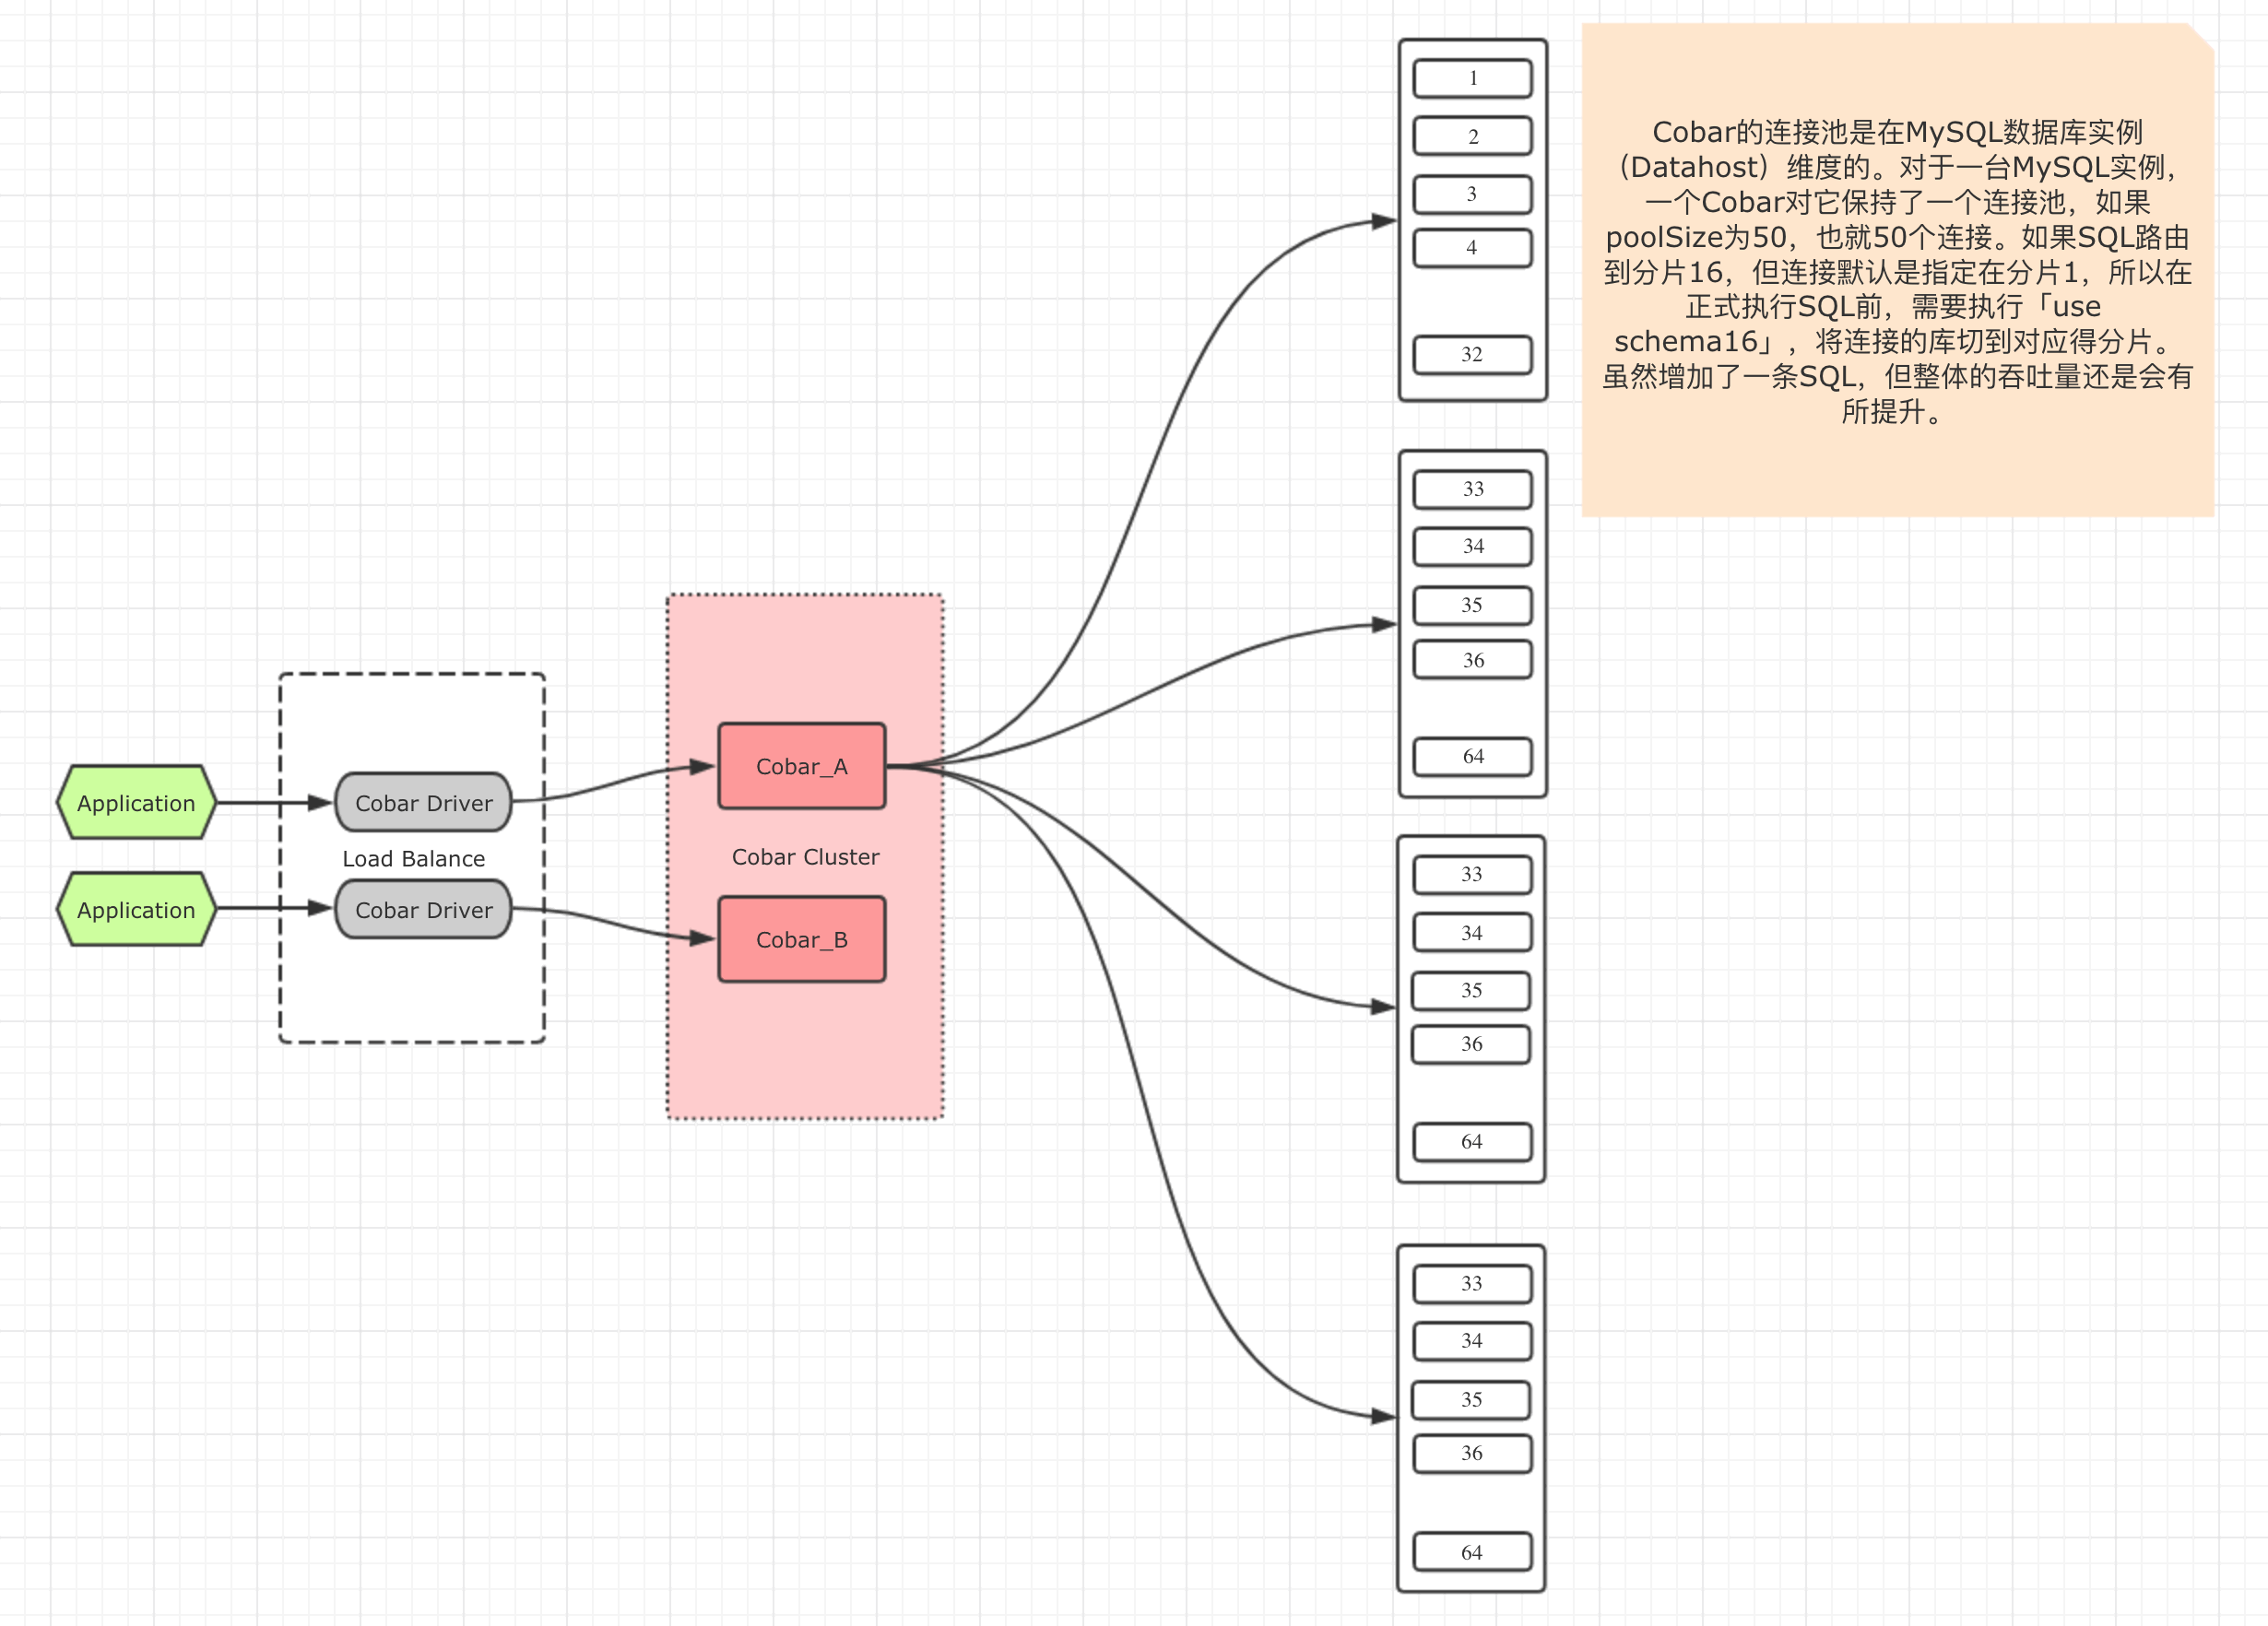 Application
Application
Cobar Driver
Load Balance
Cobar Driver
Cobar_A
Cobar Cluster
Cobar_B
1
2
3
4
32
33
34
35
36
64
33
34
35
36
64
33
34
35
36
64
Cobar的连接池是在MySQL数据库实例
（Datahost）维度的。对于一台MySQL实例，
一个Cobar对它保持了一个连接池，如果
poolSize为50，也就50个连接。如果SQL路由
到分片16，但连接默认是指定在分片1，所以在
正式执行SQL前，需要执行「use
schema16」，将连接的库切到对应得分片。
虽然增加了一条SQL，但整体的吞吐量还是会有
所提升。